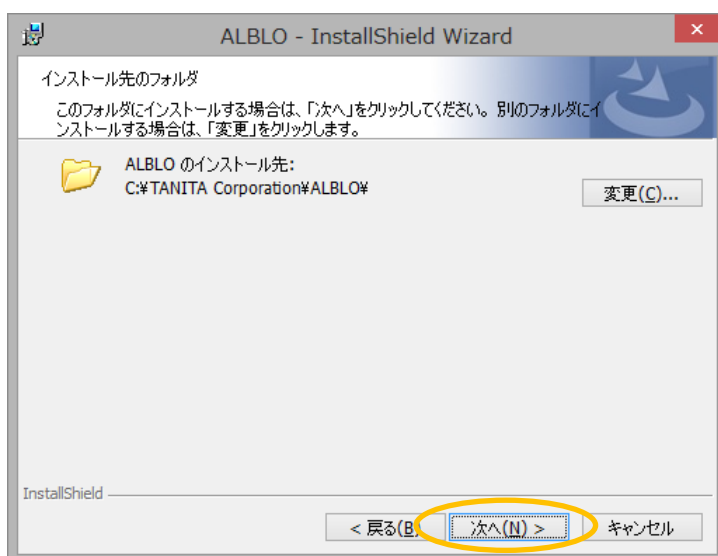 ALBLO - InstallShield Wizard
インストール先のフォルダ
このフォルダにインストールする場合は、「次へ」をクリックしてください。別のフォルダにイ
ンストールする場合は、「変更」をクリックします。
ALBLO のインストール先:
C:¥TANITA Corporation¥ALBLO¥
変更(C)...
InstallShield
< 戻る(B)
次へ(N) >
キャンセル